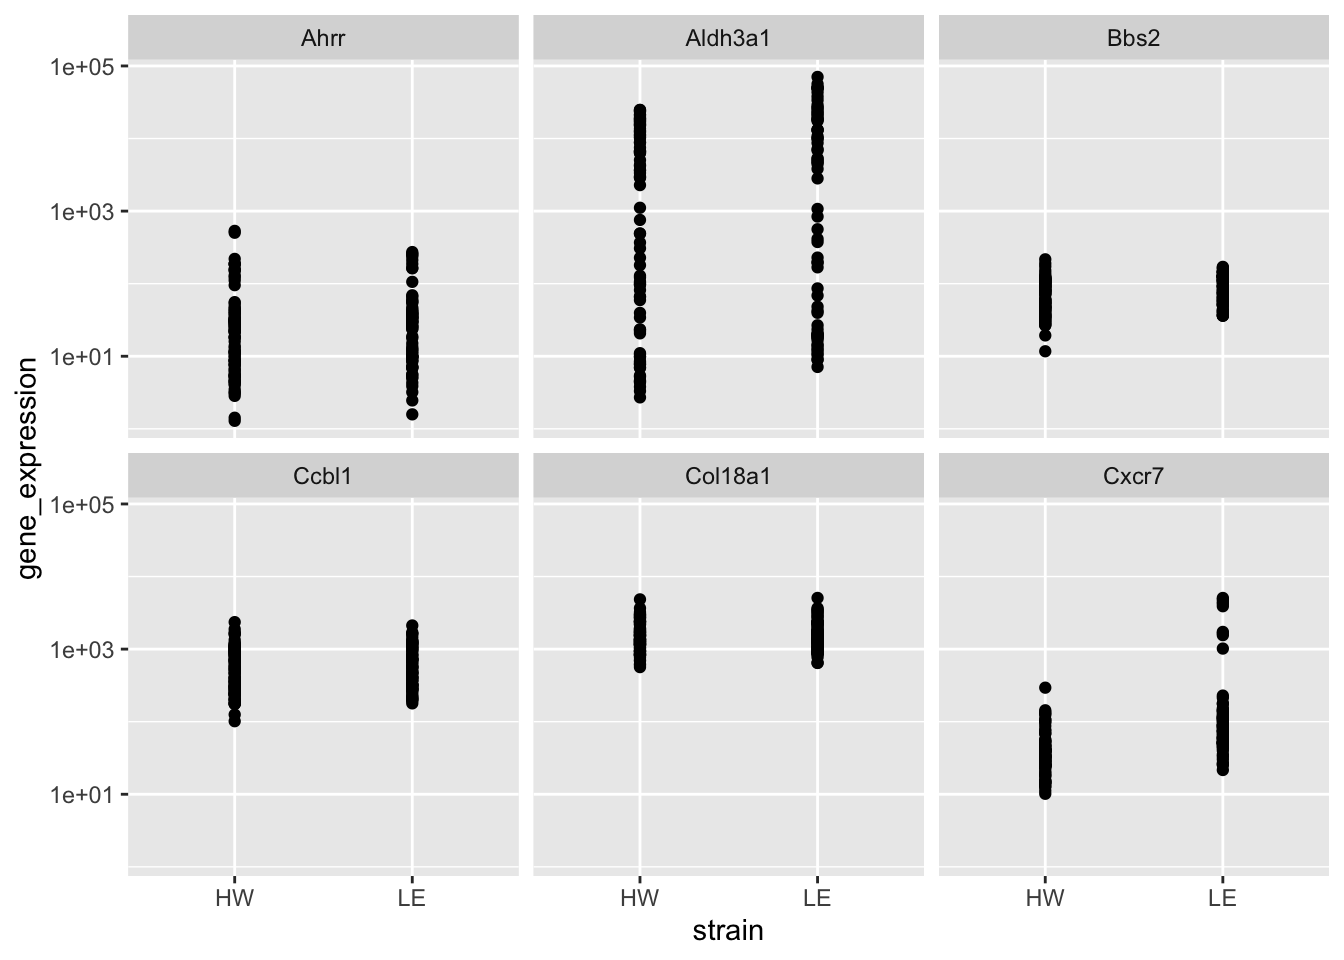 Ahrr Aldh3a1 Bbs2
1e+05
1e+03
1e+01
gene_expression
Ccbl1 Col18a1 Cxcr7
1e+05
1e+03
1e+01
HW LE HW LE HW LE
strain